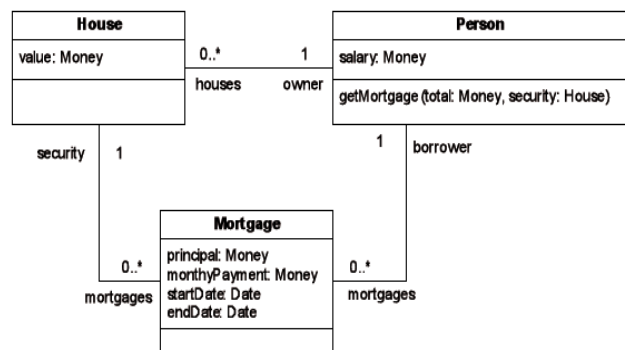 House
value: Money
0..*
1
houses
owner
Person
salary: Money
getMortgage (total: Money, security: House)
security
1
1
borrower
Mortgage
principal: Money
monthyPayment: Money
startDate: Date
endDate: Date
0..*
mortgages
0..*
mortgages